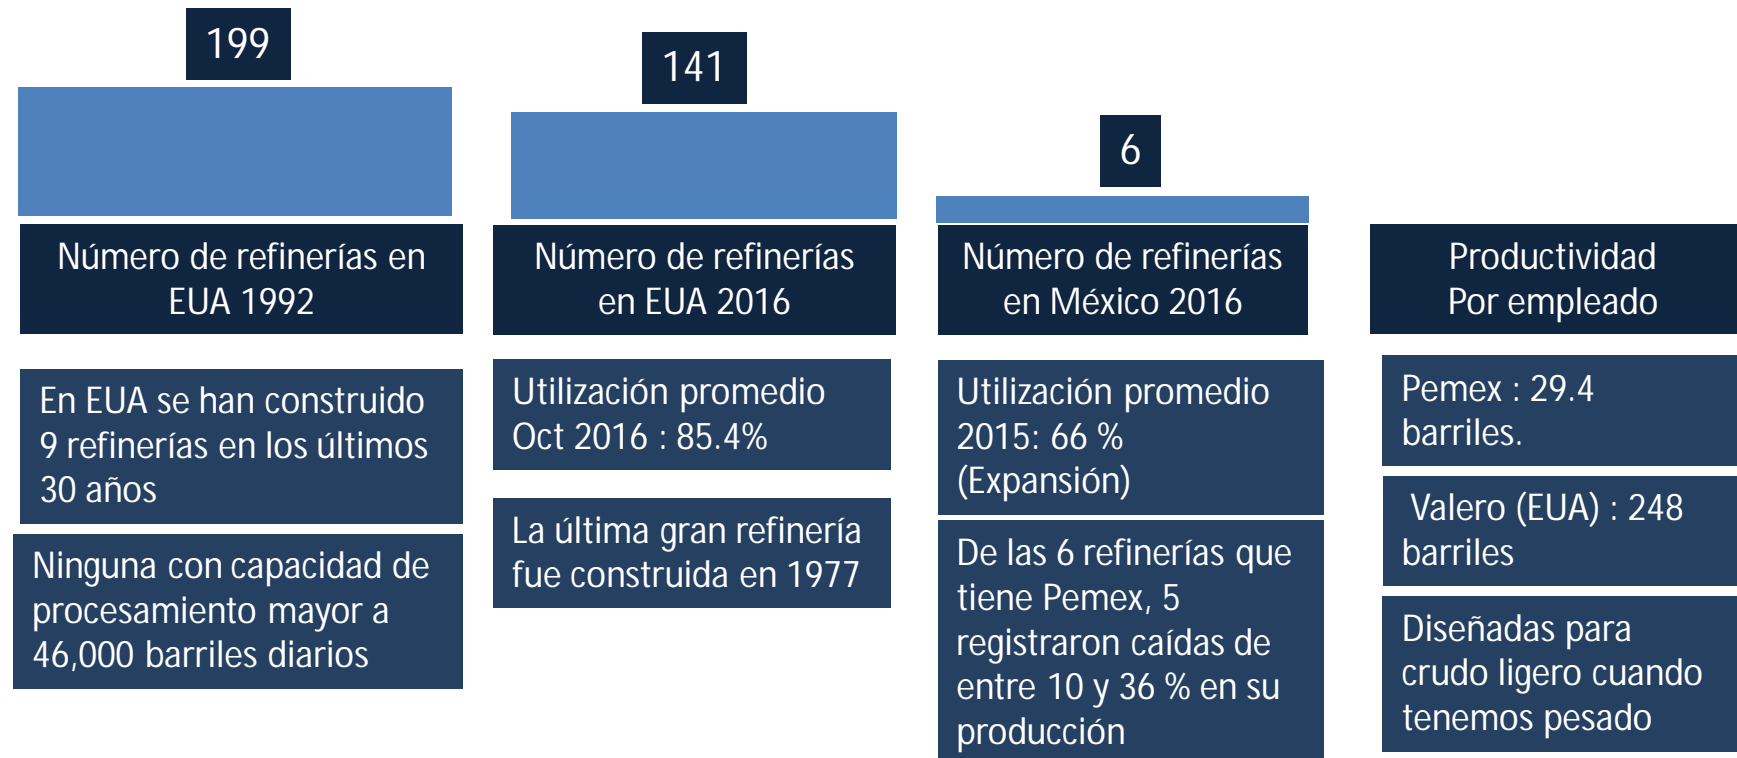 199
Número de refinerías en
EUA 1992
En EUA se han construido
9 refinerías en los últimos
30 años
Ninguna con capacidad de
procesamiento mayor a
46,000 barriles diarios
141
Número de refinerías
en EUA 2016
Utilización promedio
Oct 2016 : 85.4%
La última gran refinería
fue construida en 1977
6
Número de refinerías
en México 2016
Utilización promedio
2015: 66 %
(Expansión)
De las 6 refinerías que
tiene Pemex, 5
registraron caídas de
entre 10 y 36 % en su
producción
Productividad
Por empleado
Pemex : 29.4
barriles.
Valero (EUA) : 248
barriles
Diseñadas para
crudo ligero cuando
tenemos pesado